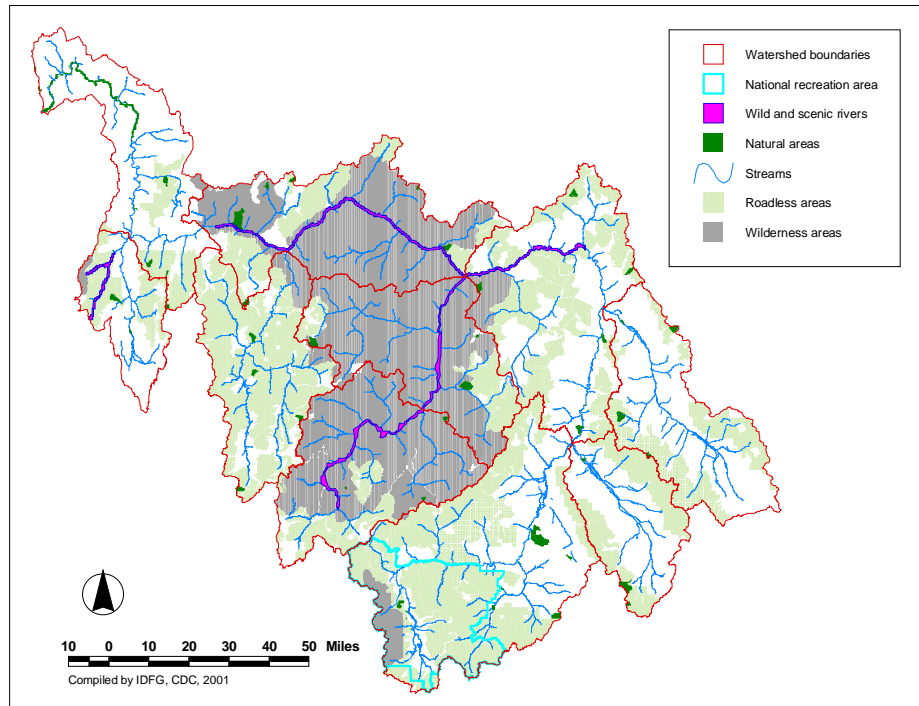 Watershed boundaries
National recreation area
Wild and scenic rivers
Natural areas
Streams
Roadless areas
Wilderness areas
10 0 10 20 30 40 50 Miles
Compiled by IDFG, CDC, 2001